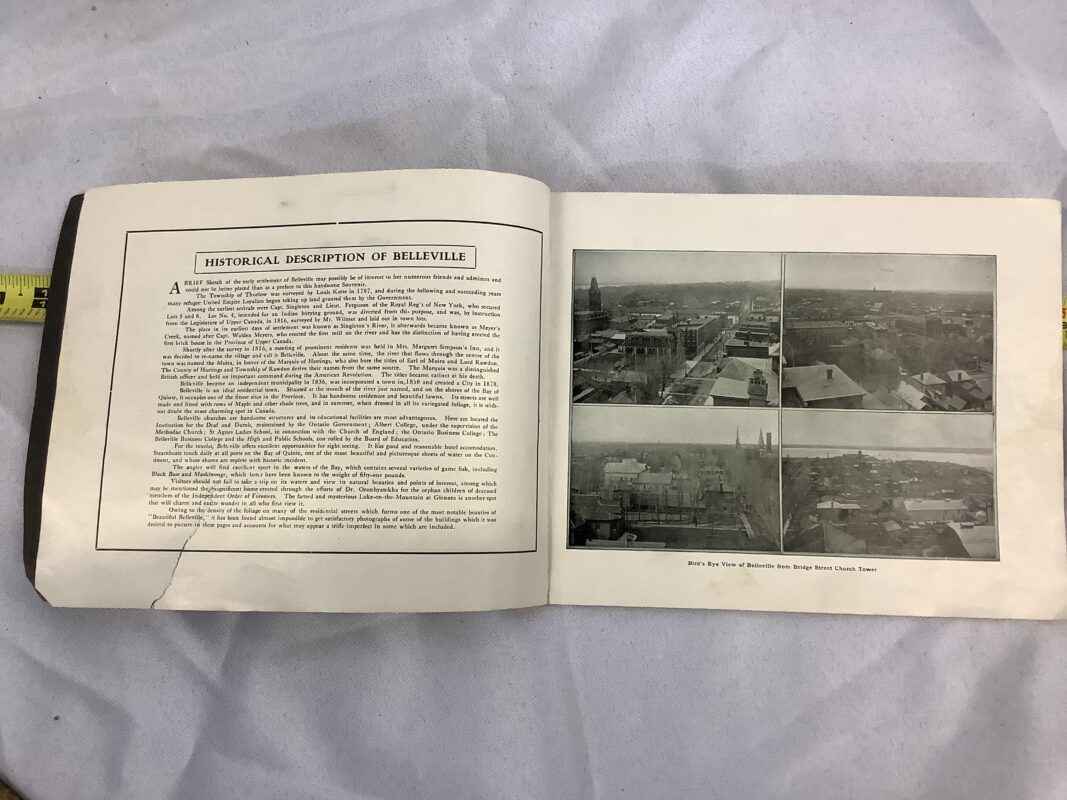 HISTORICAL DESCRIPTION OF BELLEVILLE
A BRIEF Sketch of the early settlement of Belleville may possibly be of interest to her numerous friends and admirers and
could not be better placed than as a preface to this handsome Souvenir.
The Township of Thurlow was surveyed by Louis Kotte in 1787, and during the following and succeeding years
many refugee United Empire Loyalists began taking up land granted them by the Government.
Among the earliest arrivals were Capt. Singleton and Lieut. Ferguson of the Royal Reg't of New York, who secured
Lots 5 and 6. Lot No. 4, intended for an Indian burying ground, was diverted from this purpose, and was, by instruction
from the Legislature of Upper Canada, in 1816, surveyed by Mr. Wilmot and laid out in town lots.
The place in its earliest days of settlement was known as Singleton's River, it afterwards became known as Meyer's
Creek, named after Capt. Walden Meyers, who erected the first mill on the river and has the distinction of having erected the
first brick house in the Province of Upper Canada.
Shortly after the survey in 1816, a meeting of prominent residents was held in Mrs. Margaret Simpson's Inn, and it
was decided to re-name the village and call it Belleville. About the same time, the river that flows through the centre of the
town was named the Moira, in honor of the Marquis of Hastings, who also bore the titles of Earl of Moira and Lord Rawdon.
The County of Hastings and Township of Rawdon derive their names from the same source. The Marquis was a distinguished
British officer and held an important command during the American Revolution. The titles became extinct at his death.
Belleville became an independent municipality in 1836, was incorporated a town in 1850 and created a City in 1878.
Belleville is an ideal residential town. Situated at the mouth of the river just named, and on the shores of the Bay of
Quinte, it occupies one of the finest sites in the Province. It has handsome residences and beautiful lawns. Its streets are well
made and lined with rows of Maple and other shade trees, and in summer, when dressed in all its variegated foliage, it is with-
out doubt the most charming spot in Canada.
Belleville churches are handsome structures and its educational facilities are most advantageous. Here are located the
Institution for the Deaf and Dumb, maintained by the Ontario Government; Albert College, under the supervision of the
Methodist Church; St Agnes Ladies School, in connection with the Church of England; the Ontario Business College; The
Belleville Business College and the High and Public Schools, controlled by the Board of Education.
For the tourist, Belleville offers excellent opportunities for sight seeing. It has good and reasonable hotel accommodation.
Steamboats touch daily at all ports on the Bay of Quinte, one of the most beautiful and picturesque sheets of water on the Con-
tinent, and whose shores are replete with historic incident.
The angler will find excellent sport in the waters of the Bay, which contains several varieties of game fish, including
Black Bass and Maskinonge, which latter have been known to the weight of fifty-one pounds.
Visitors should not fail to take a trip on its waters and view its natural beauties and points of interest, among which
may be mentioned the magnificent home erected through the efforts of Dr. Oronhyatekha for the orphan children of deceased
members of the Independent Order of Foresters. The famed and mysterious Lake-on-the-Mountain at Glenora is another spot
that will charm and excite wonder in all who first view it.
Owing to the density of the foliage on many of the residential streets which forms one of the most notable beauties of
"Beautiful Belleville," it has been found almost impossible to get satisfactory photographs of some of the buildings which it was
desired to picture in these pages and accounts for what may appear a trifle imperfect in some which are included.
Bird's Eye View of Belleville from Bridge Street Church Tower